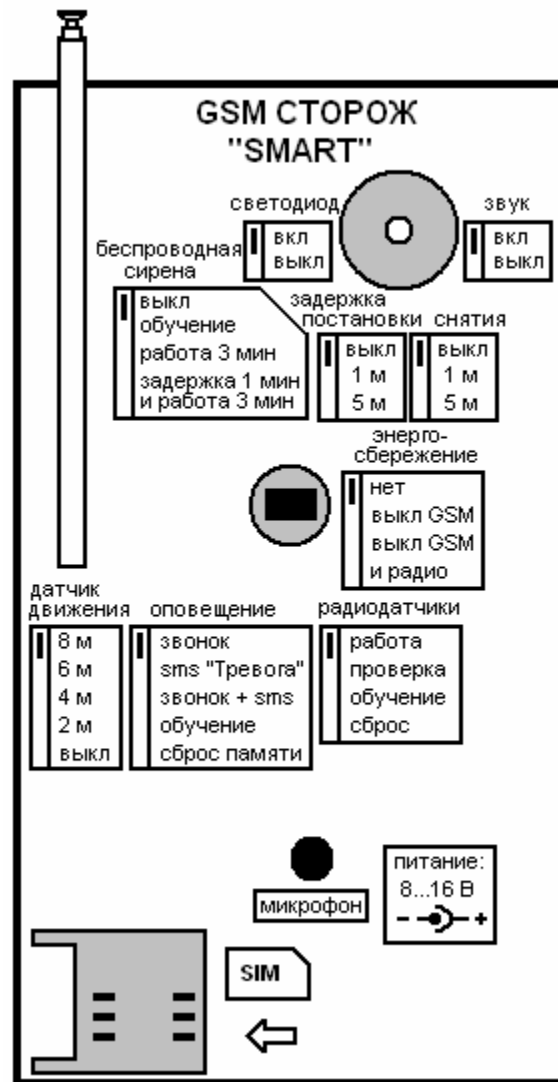 GSM СТОРОЖ
"SMART"
светодиод
вкл
выкл
звук
вкл
выкл
беспроводная
сирена
выкл
обучение
работа 3 мин
задержка 1 мин
и работа 3 мин
задержка
постановки снятия
выкл
1 м
5 м
выкл
1 м
5 м
энерго-
сбережение
нет
выкл GSM
выкл GSM
и радио
датчик
движения
8 м
6 м
4 м
2 м
выкл
оповещение
звонок
sms "Тревога"
звонок + sms
обучение
сброс памяти
радиодатчики
работа
проверка
обучение
сброс
микрофон
питание:
8...16 В
- +
SIM